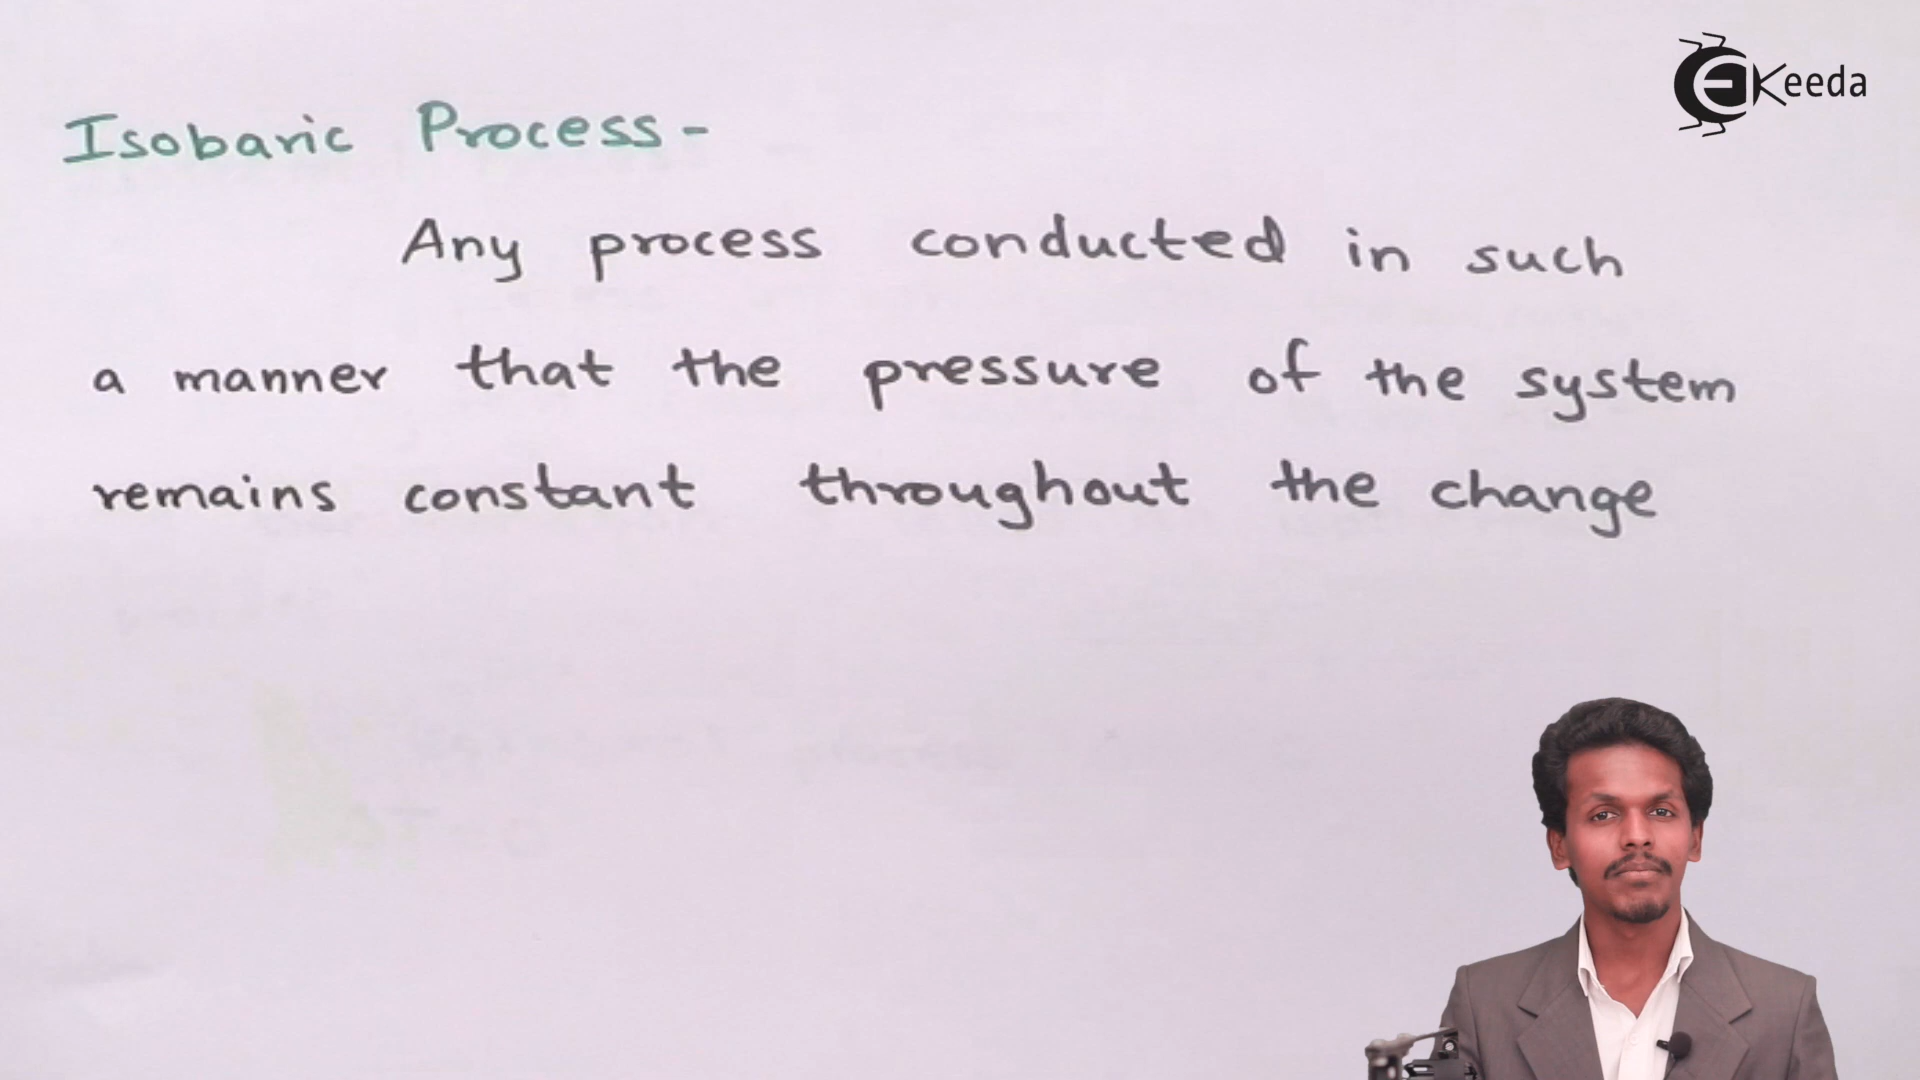 EKeeda
Isobaric Process -
Any process conducted in such
a manner that the pressure of the system
remains constant throughout the change